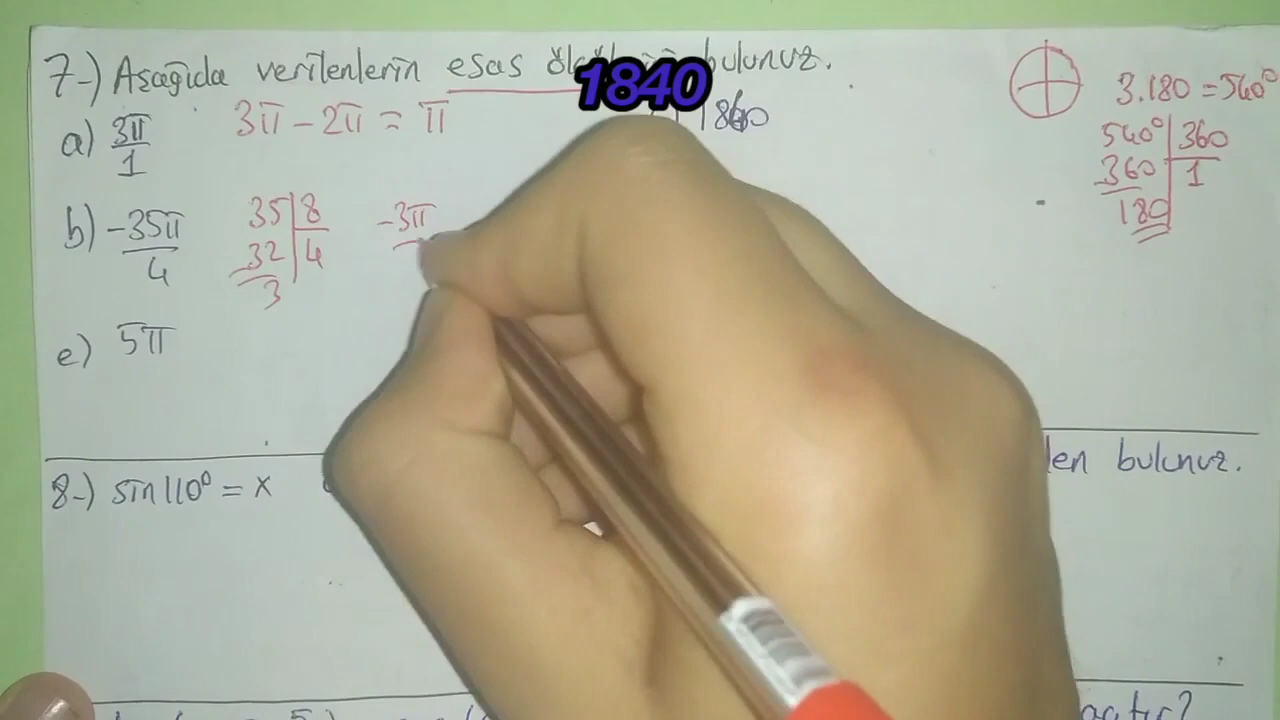 7-) Aşağıda verilenlerin esas bulunuz.
1840
a) 3π/1 3π - 2π = π
3.180 = 540°
540° | 360
360 | 1
180
b) -35π/4 35 | 8 -3π
32 | 4
3
e) 5π
8-) sin110° = x bulunuz.